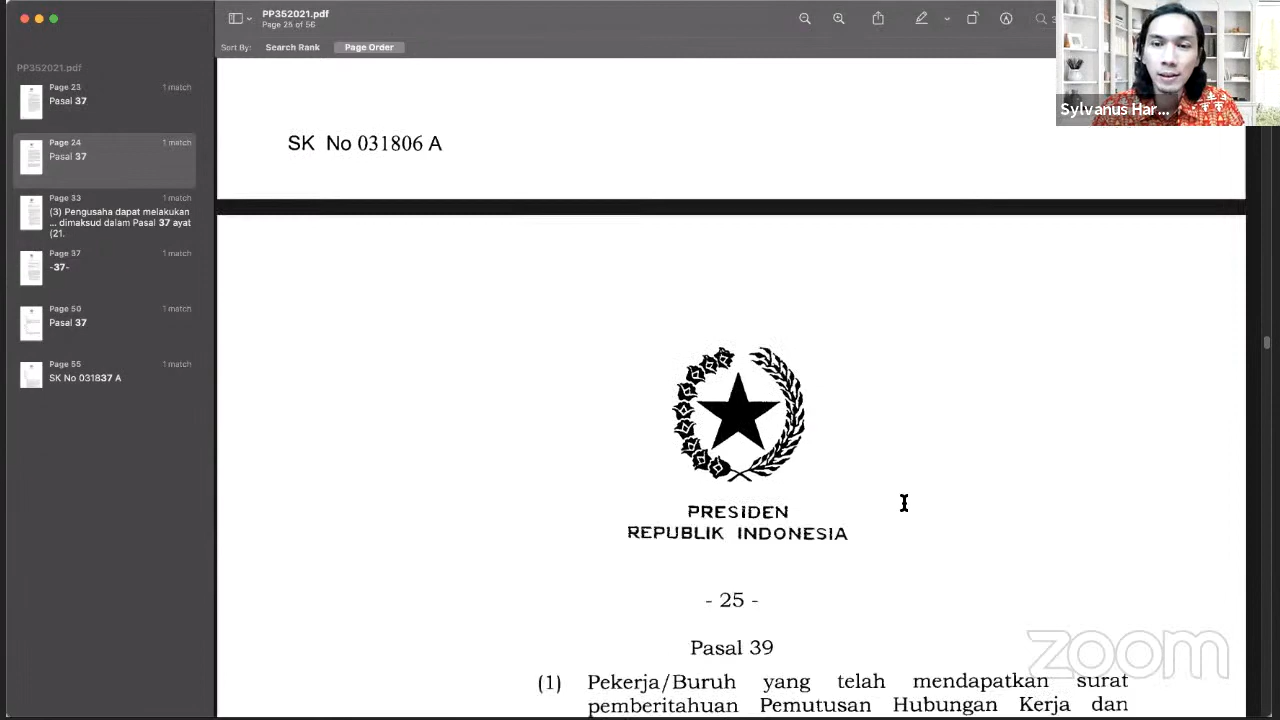 PP352021.pdf
Page 25 of 56
Sort By: Search Rank Page Order
PP352021.pdf
Page 23 1 match
Pasal 37
Page 24 1 match
Pasal 37
Page 33 1 match
(3) Pengusaha dapat melakukan
... dimaksud dalam Pasal 37 ayat
(21.
Page 37 1 match
-37-
Page 50 1 match
Pasal 37
Page 55 1 match
SK No 031837 A
Sylvanus Har...
SK No 031806 A
PRESIDEN
REPUBLIK INDONESIA
- 25 -
Pasal 39
(1) Pekerja/Buruh yang telah mendapatkan surat
pemberitahuan Pemutusan Hubungan Kerja dan
zoom